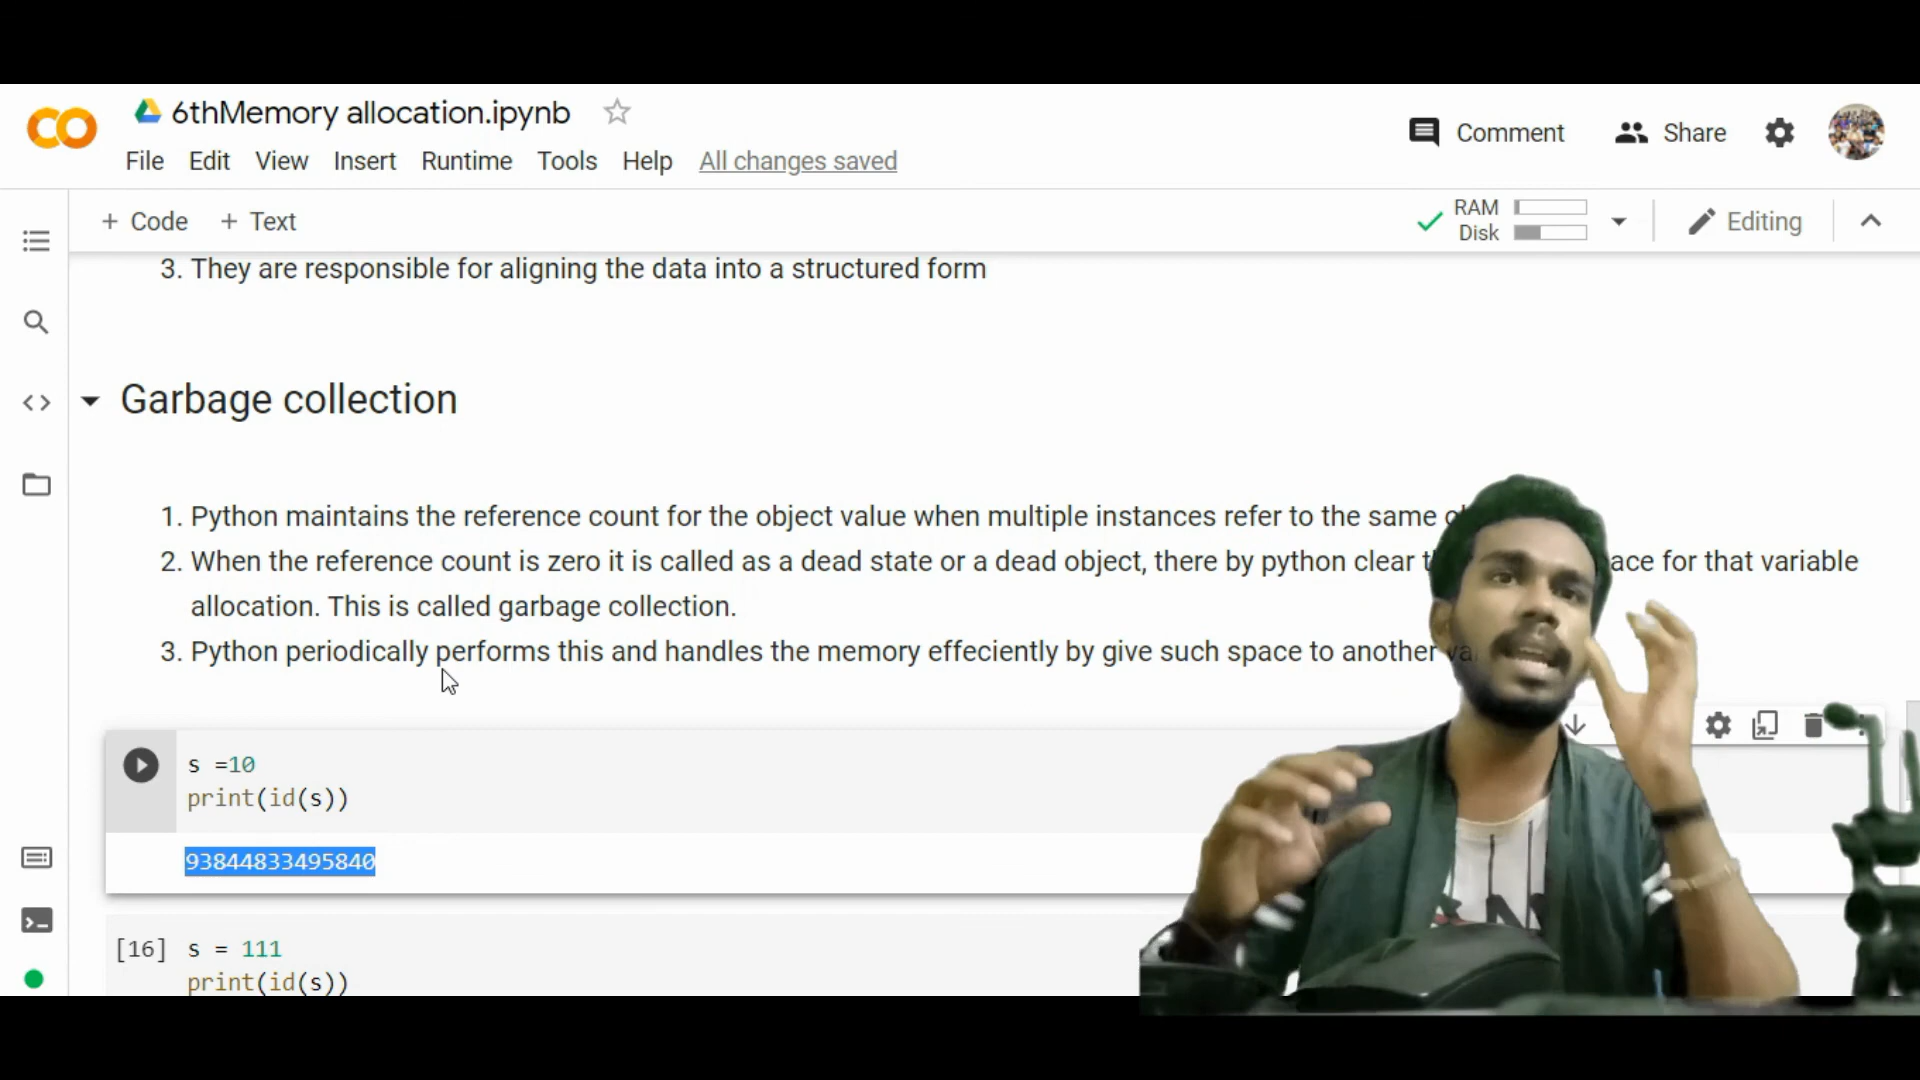 6thMemory allocation.ipynb
Comment
Share
File Edit View Insert Runtime Tools Help All changes saved
+ Code + Text
RAM
Disk
Editing
3. They are responsible for aligning the data into a structured form
Garbage collection
1. Python maintains the reference count for the object value when multiple instances refer to the same
2. When the reference count is zero it is called as a dead state or a dead object, there by python clear for that variable
allocation. This is called garbage collection.
3. Python periodically performs this and handles the memory effeciently by give such space to another
s =10
print(id(s))
93844833495840
[16] s = 111
print(id(s))